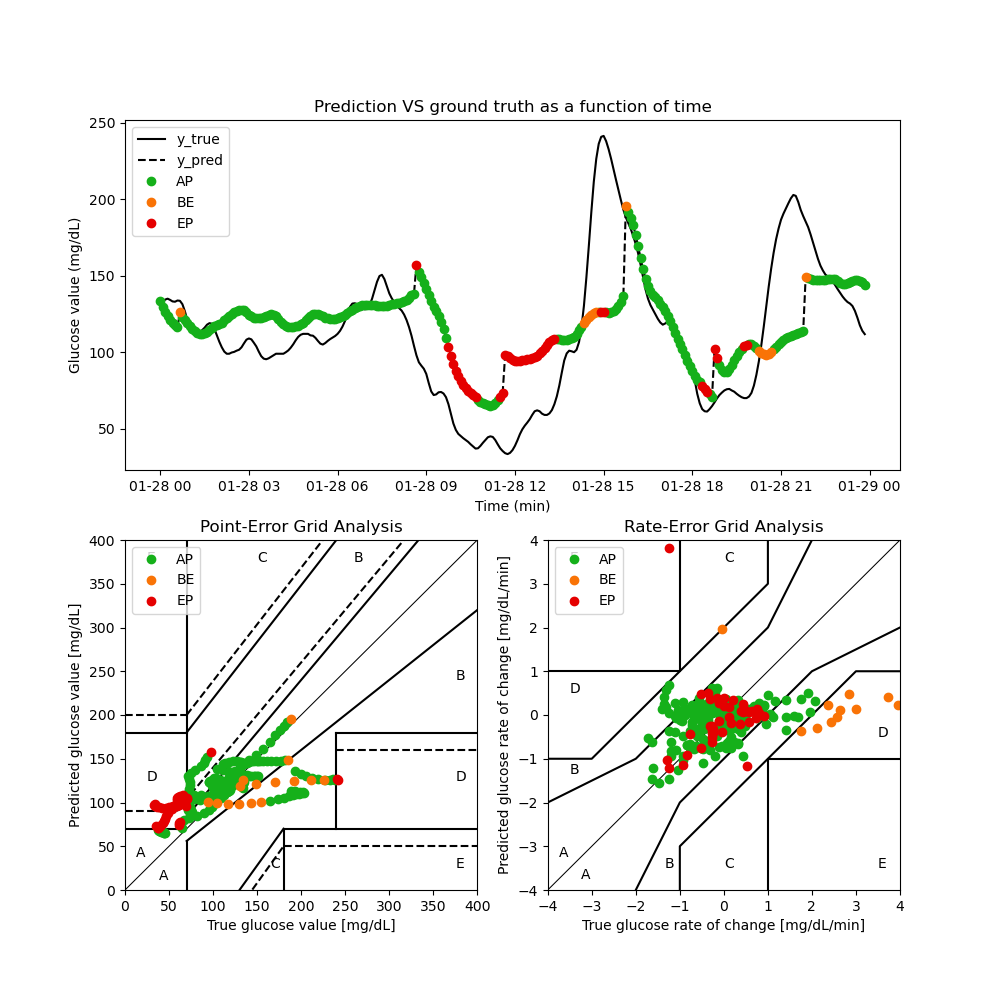 Prediction VS ground truth as a function of time
Glucose value (mg/dL)
250
200
150
100
50
y_true
y_pred
AP
BE
EP
01-28 00 01-28 03 01-28 06 01-28 09 01-28 12 01-28 15 01-28 18 01-28 21 01-29 00
Time (min)
Point-Error Grid Analysis
Predicted glucose value [mg/dL]
400
350
300
250
200
150
100
50
0
AP
BE
EP
C
B
B
D
D
A
A
C
E
0 50 100 150 200 250 300 350 400
True glucose value [mg/dL]
Rate-Error Grid Analysis
Predicted glucose rate of change [mg/dL/min]
4
3
2
1
0
−1
−2
−3
−4
AP
BE
EP
C
D
D
B
A
A
B
C
E
−4 −3 −2 −1 0 1 2 3 4
True glucose rate of change [mg/dL/min]